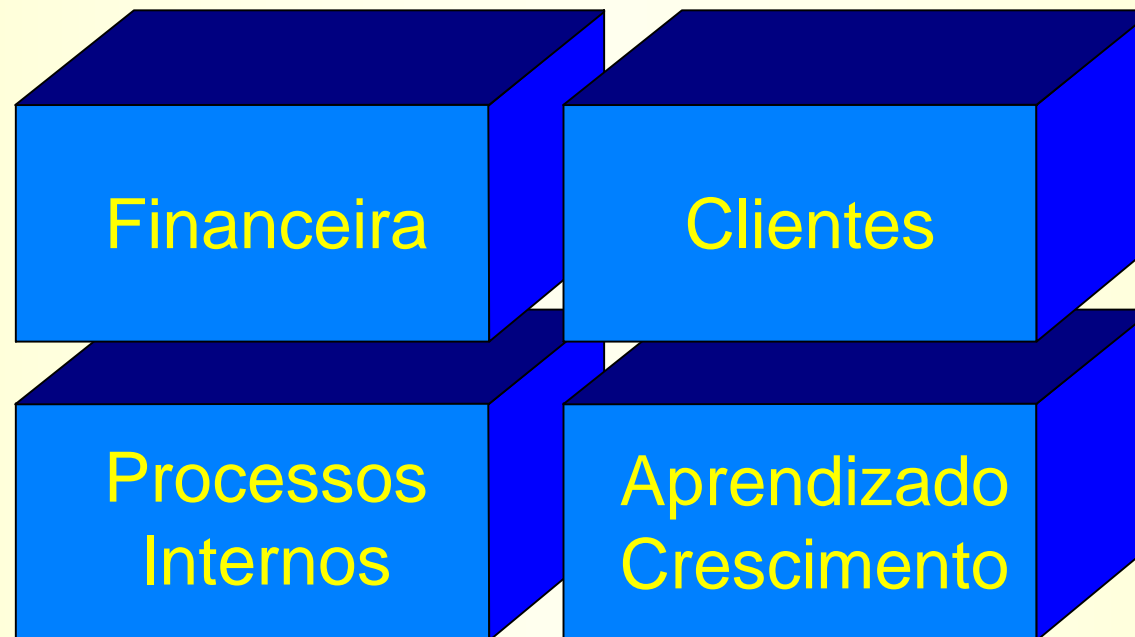 Financeira
Clientes
Processos
Internos
Aprendizado
Crescimento